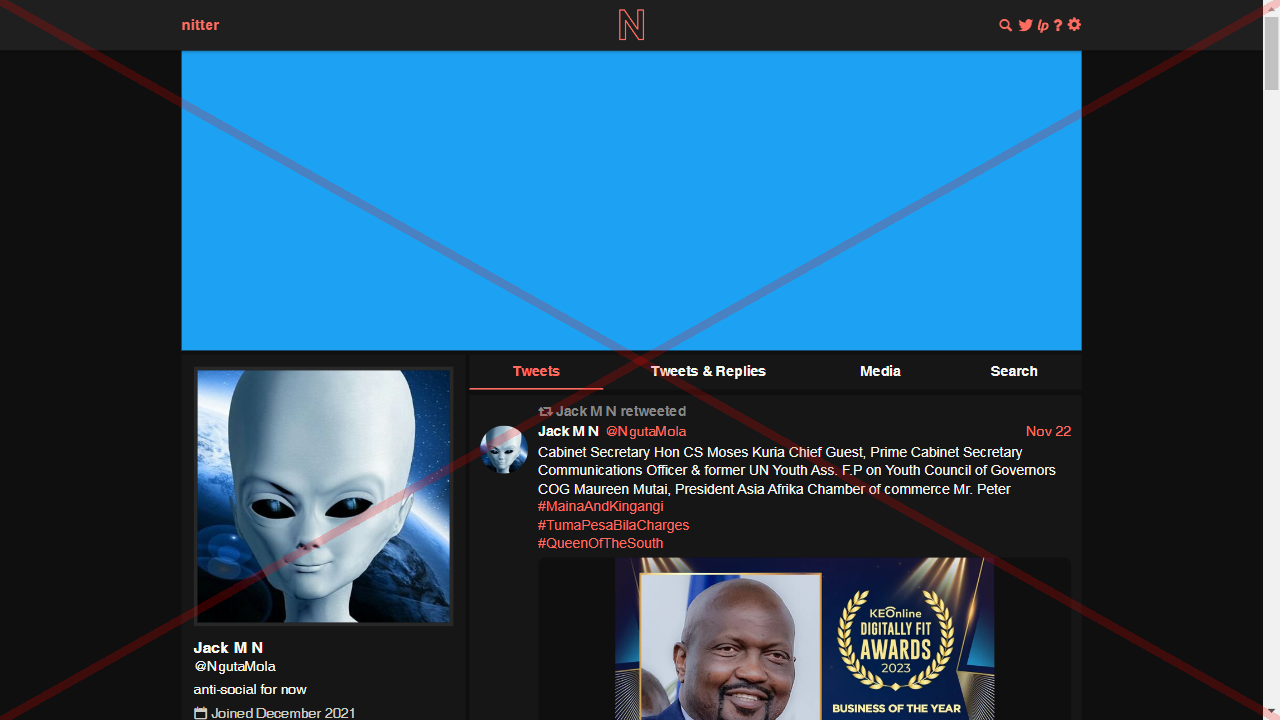 nitter
N
lp ?
Tweets
Tweets & Replies
Media
Search
Jack M N retweeted
Jack M N @NgutaMola
Nov 22
Cabinet Secretary Hon CS Moses Kuria Chief Guest, Prime Cabinet Secretary
Communications Officer & former UN Youth Ass. F.P on Youth Council of Governors
COG Maureen Mutai, President Asia Afrika Chamber of commerce Mr. Peter
#MainaAndKingangi
#TumaPesaBilaCharges
#QueenOfTheSouth
KEOnline
DIGITALLY FIT
AWARDS
2023
BUSINESS OF THE YEAR
Jack M N
@NgutaMola
anti-social for now
Joined December 2021